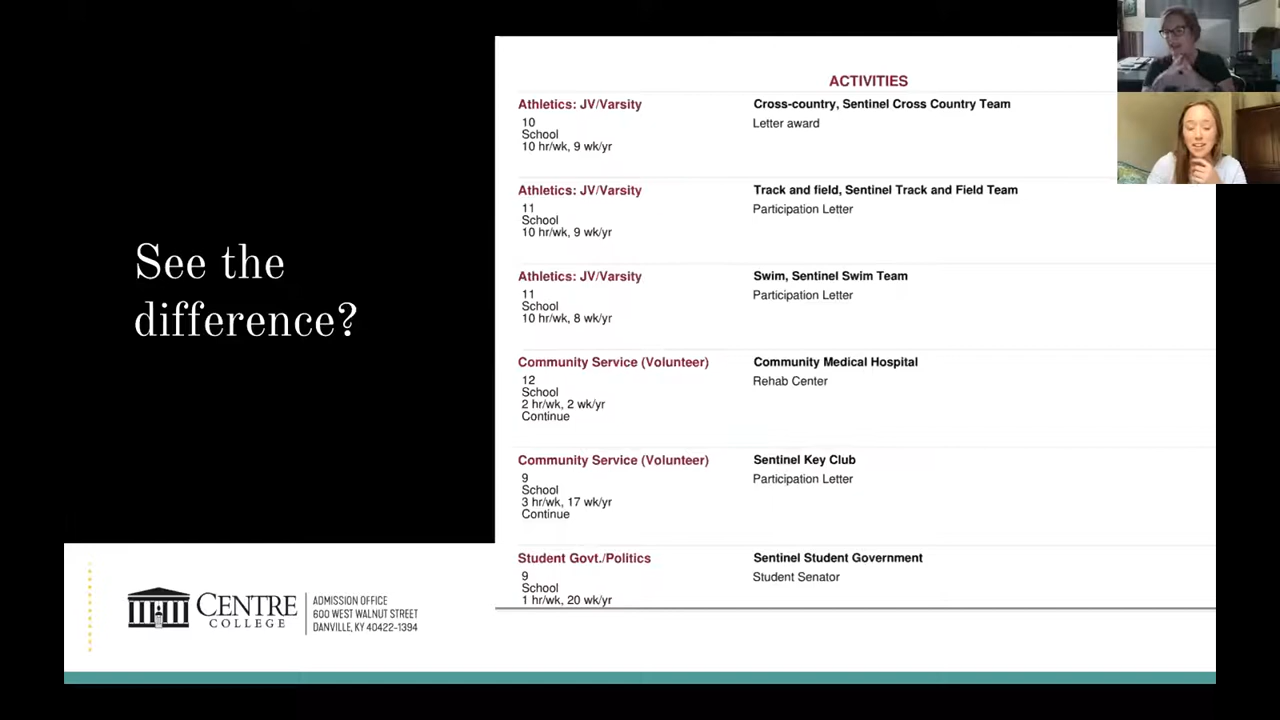 See the
difference?
ACTIVITIES
Athletics: JV/Varsity
10
School
10 hr/wk, 9 wk/yr
Cross-country, Sentinel Cross Country Team
Letter award
Athletics: JV/Varsity
11
School
10 hr/wk, 9 wk/yr
Track and field, Sentinel Track and Field Team
Participation Letter
Athletics: JV/Varsity
11
School
10 hr/wk, 8 wk/yr
Swim, Sentinel Swim Team
Participation Letter
Community Service (Volunteer)
12
School
2 hr/wk, 2 wk/yr
Continue
Community Medical Hospital
Rehab Center
Community Service (Volunteer)
9
School
3 hr/wk, 17 wk/yr
Continue
Sentinel Key Club
Participation Letter
Student Govt./Politics
9
School
1 hr/wk, 20 wk/yr
Sentinel Student Government
Student Senator
CENTRE
COLLEGE
ADMISSION OFFICE
600 WEST WALNUT STREET
DANVILLE, KY 40422-1394